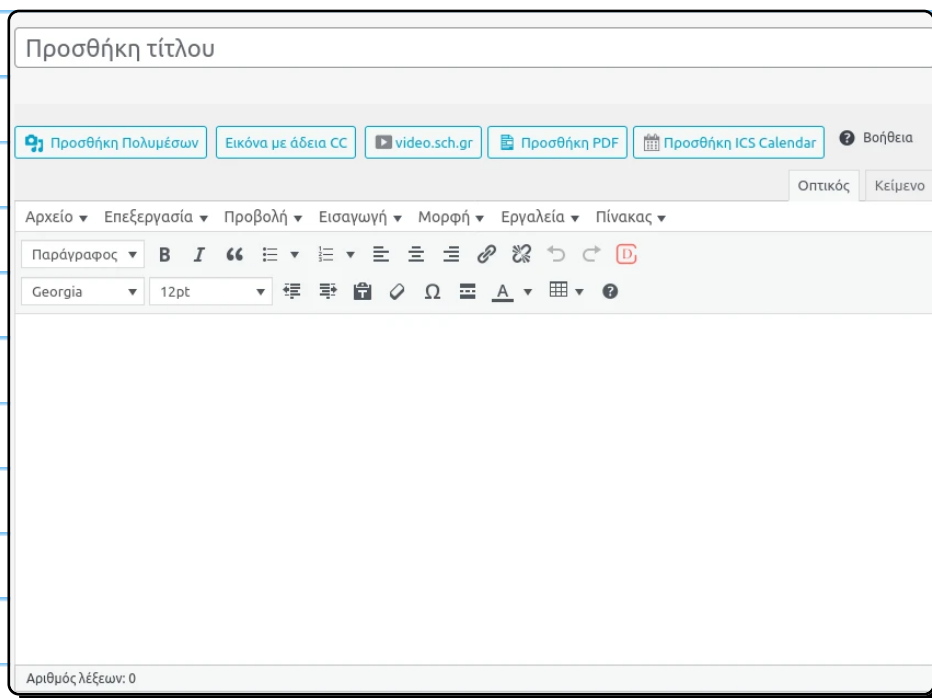 Προσθήκη τίτλου
Προσθήκη Πολυμέσων Εικόνα με άδεια CC video.sch.gr Προσθήκη PDF Προσθήκη ICS Calendar Βοήθεια
Οπτικός Κείμενο
Αρχείο Επεξεργασία Προβολή Εισαγωγή Μορφή Εργαλεία Πίνακας
Παράγραφος B I D
Georgia 12pt T Ω A
Αριθμός λέξεων: 0